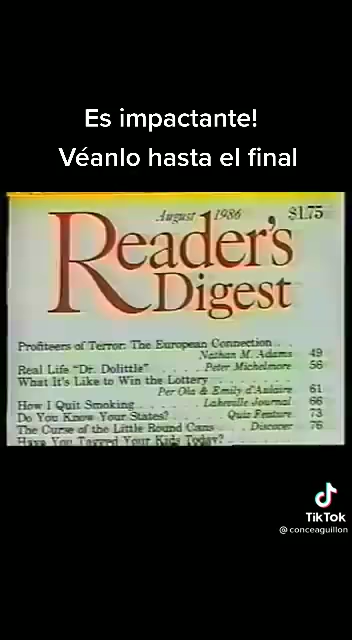 Es impactante!
Véanlo hasta el final
August 1986 $1.75
Reader's
Digest
Profiteers of Terror: The European Connection . .
Nathan M. Adams 49
Real Life "Dr. Dolittle" . . . . . Peter Michelmore 56
What It's Like to Win the Lottery . . . . .
Per Ola & Emily d'Aulaire 61
How I Quit Smoking . . . . . Lakeville Journal 66
Do You Know Your States? . . . . . Quiz Feature 73
The Curse of the Little Round Cans . . . . Discover 76
Have You Tagged Your Kids Today? . . . .
TikTok
@conceaguillon